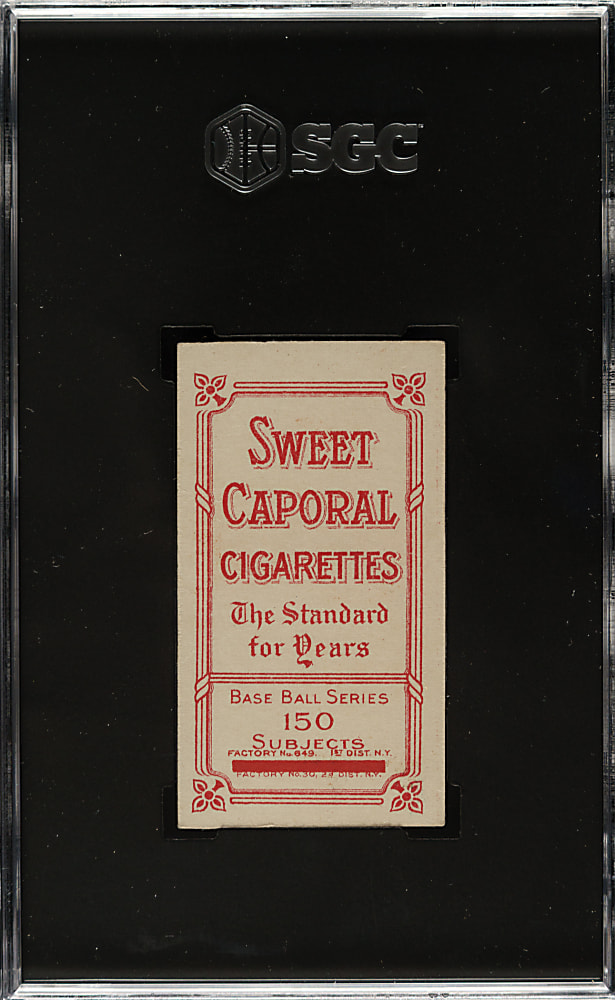 SGC
SWEET
CAPORAL
CIGARETTES
The Standard
for Years
BASE BALL SERIES
150
SUBJECTS
FACTORY No 649. 1ST DIST. N.Y.
FACTORY No. 30, 2d DIST. N.Y.